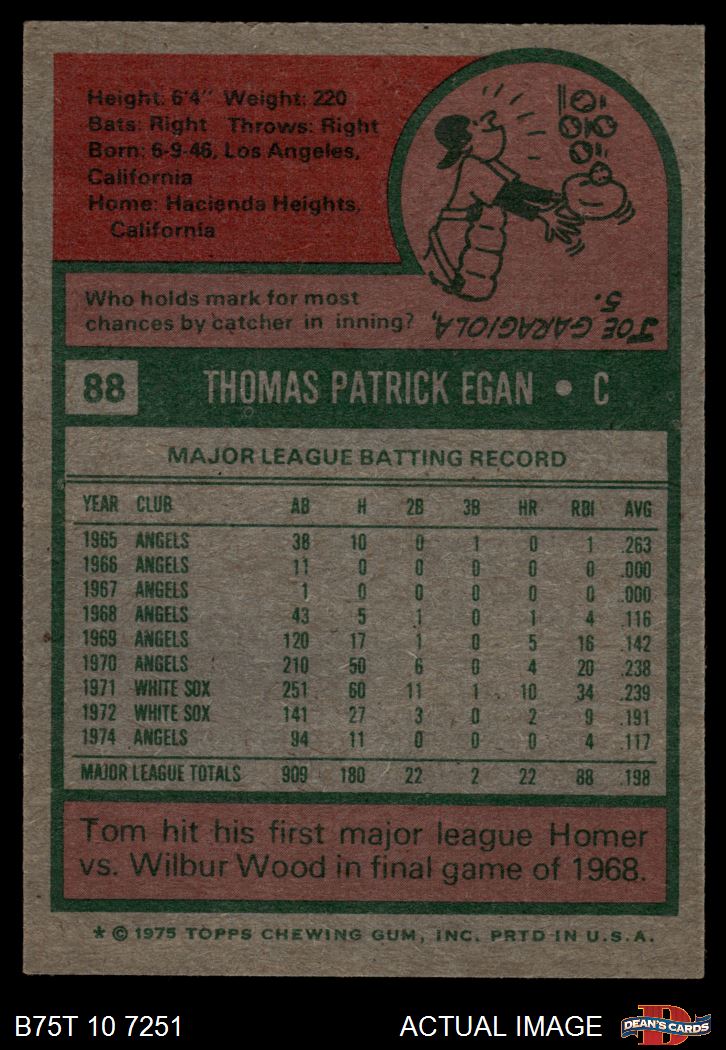 Height: 6'4" Weight: 220
Bats: Right Throws: Right
Born: 6-9-46, Los Angeles,
California
Home: Hacienda Heights,
California
Who holds mark for most
chances by catcher in inning?
JOE GARAGIOLA,
5.
88 THOMAS PATRICK EGAN • C
MAJOR LEAGUE BATTING RECORD
YEAR CLUB AB H 2B 3B HR RBI AVG
1965 ANGELS 38 10 0 1 0 1 .263
1966 ANGELS 11 0 0 0 0 0 .000
1967 ANGELS 1 0 0 0 0 0 .000
1968 ANGELS 43 5 1 0 1 4 .116
1969 ANGELS 120 17 1 0 5 16 .142
1970 ANGELS 210 50 6 0 4 20 .238
1971 WHITE SOX 251 60 11 1 10 34 .239
1972 WHITE SOX 141 27 3 0 2 9 .191
1974 ANGELS 94 11 0 0 0 4 .117
MAJOR LEAGUE TOTALS 909 180 22 2 22 88 .198
Tom hit his first major league Homer
vs. Wilbur Wood in final game of 1968.
* © 1975 TOPPS CHEWING GUM, INC. PRTD IN U.S.A.
B75T 10 7251 ACTUAL IMAGE
D
DEAN'S CARDS